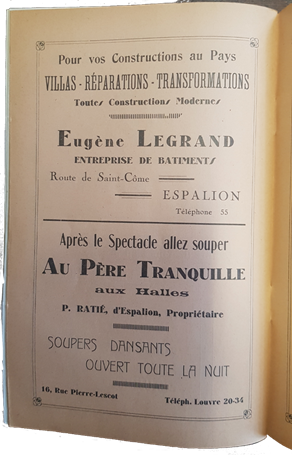 Pour vos Constructions au Pays
VILLAS - RÉPARATIONS - TRANSFORMATIONS
Toutes Constructions Modernes
Eugène LEGRAND
ENTREPRISE DE BATIMENTS
Route de Saint-Côme
ESPALION
Téléphone 55
Après le Spectacle allez souper
AU PÈRE TRANQUILLE
aux Halles
P. RATIÉ, d'Espalion, Propriétaire
SOUPERS DANSANTS
OUVERT TOUTE LA NUIT
16, Rue Pierre-Lescot Téléph. Louvre 20-34